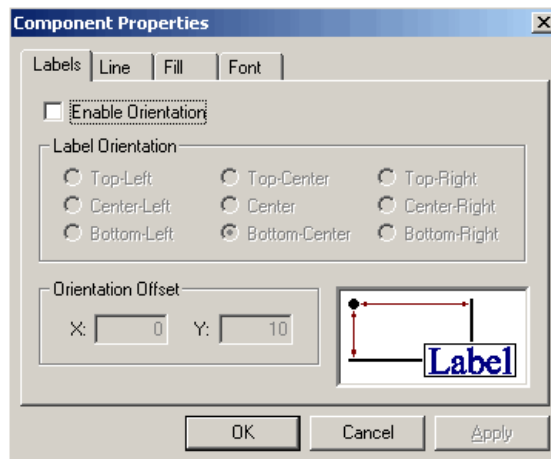 Component Properties
Labels Line Fill Font
Enable Orientation
Label Orientation
Top-Left Top-Center Top-Right
Center-Left Center Center-Right
Bottom-Left Bottom-Center Bottom-Right
Orientation Offset
X: 0 Y: 10
Label
OK Cancel Apply